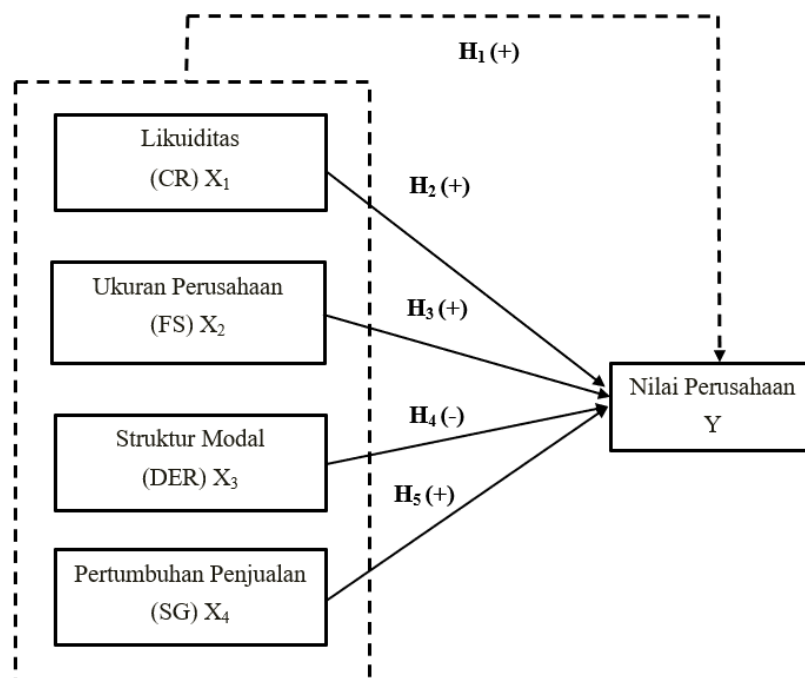 H₁ (+)
Likuiditas
(CR) X₁
H₂ (+)
Ukuran Perusahaan
(FS) X₂
H₃ (+)
Nilai Perusahaan
Y
Struktur Modal
(DER) X₃
H₄ (-)
H₅ (+)
Pertumbuhan Penjualan
(SG) X₄